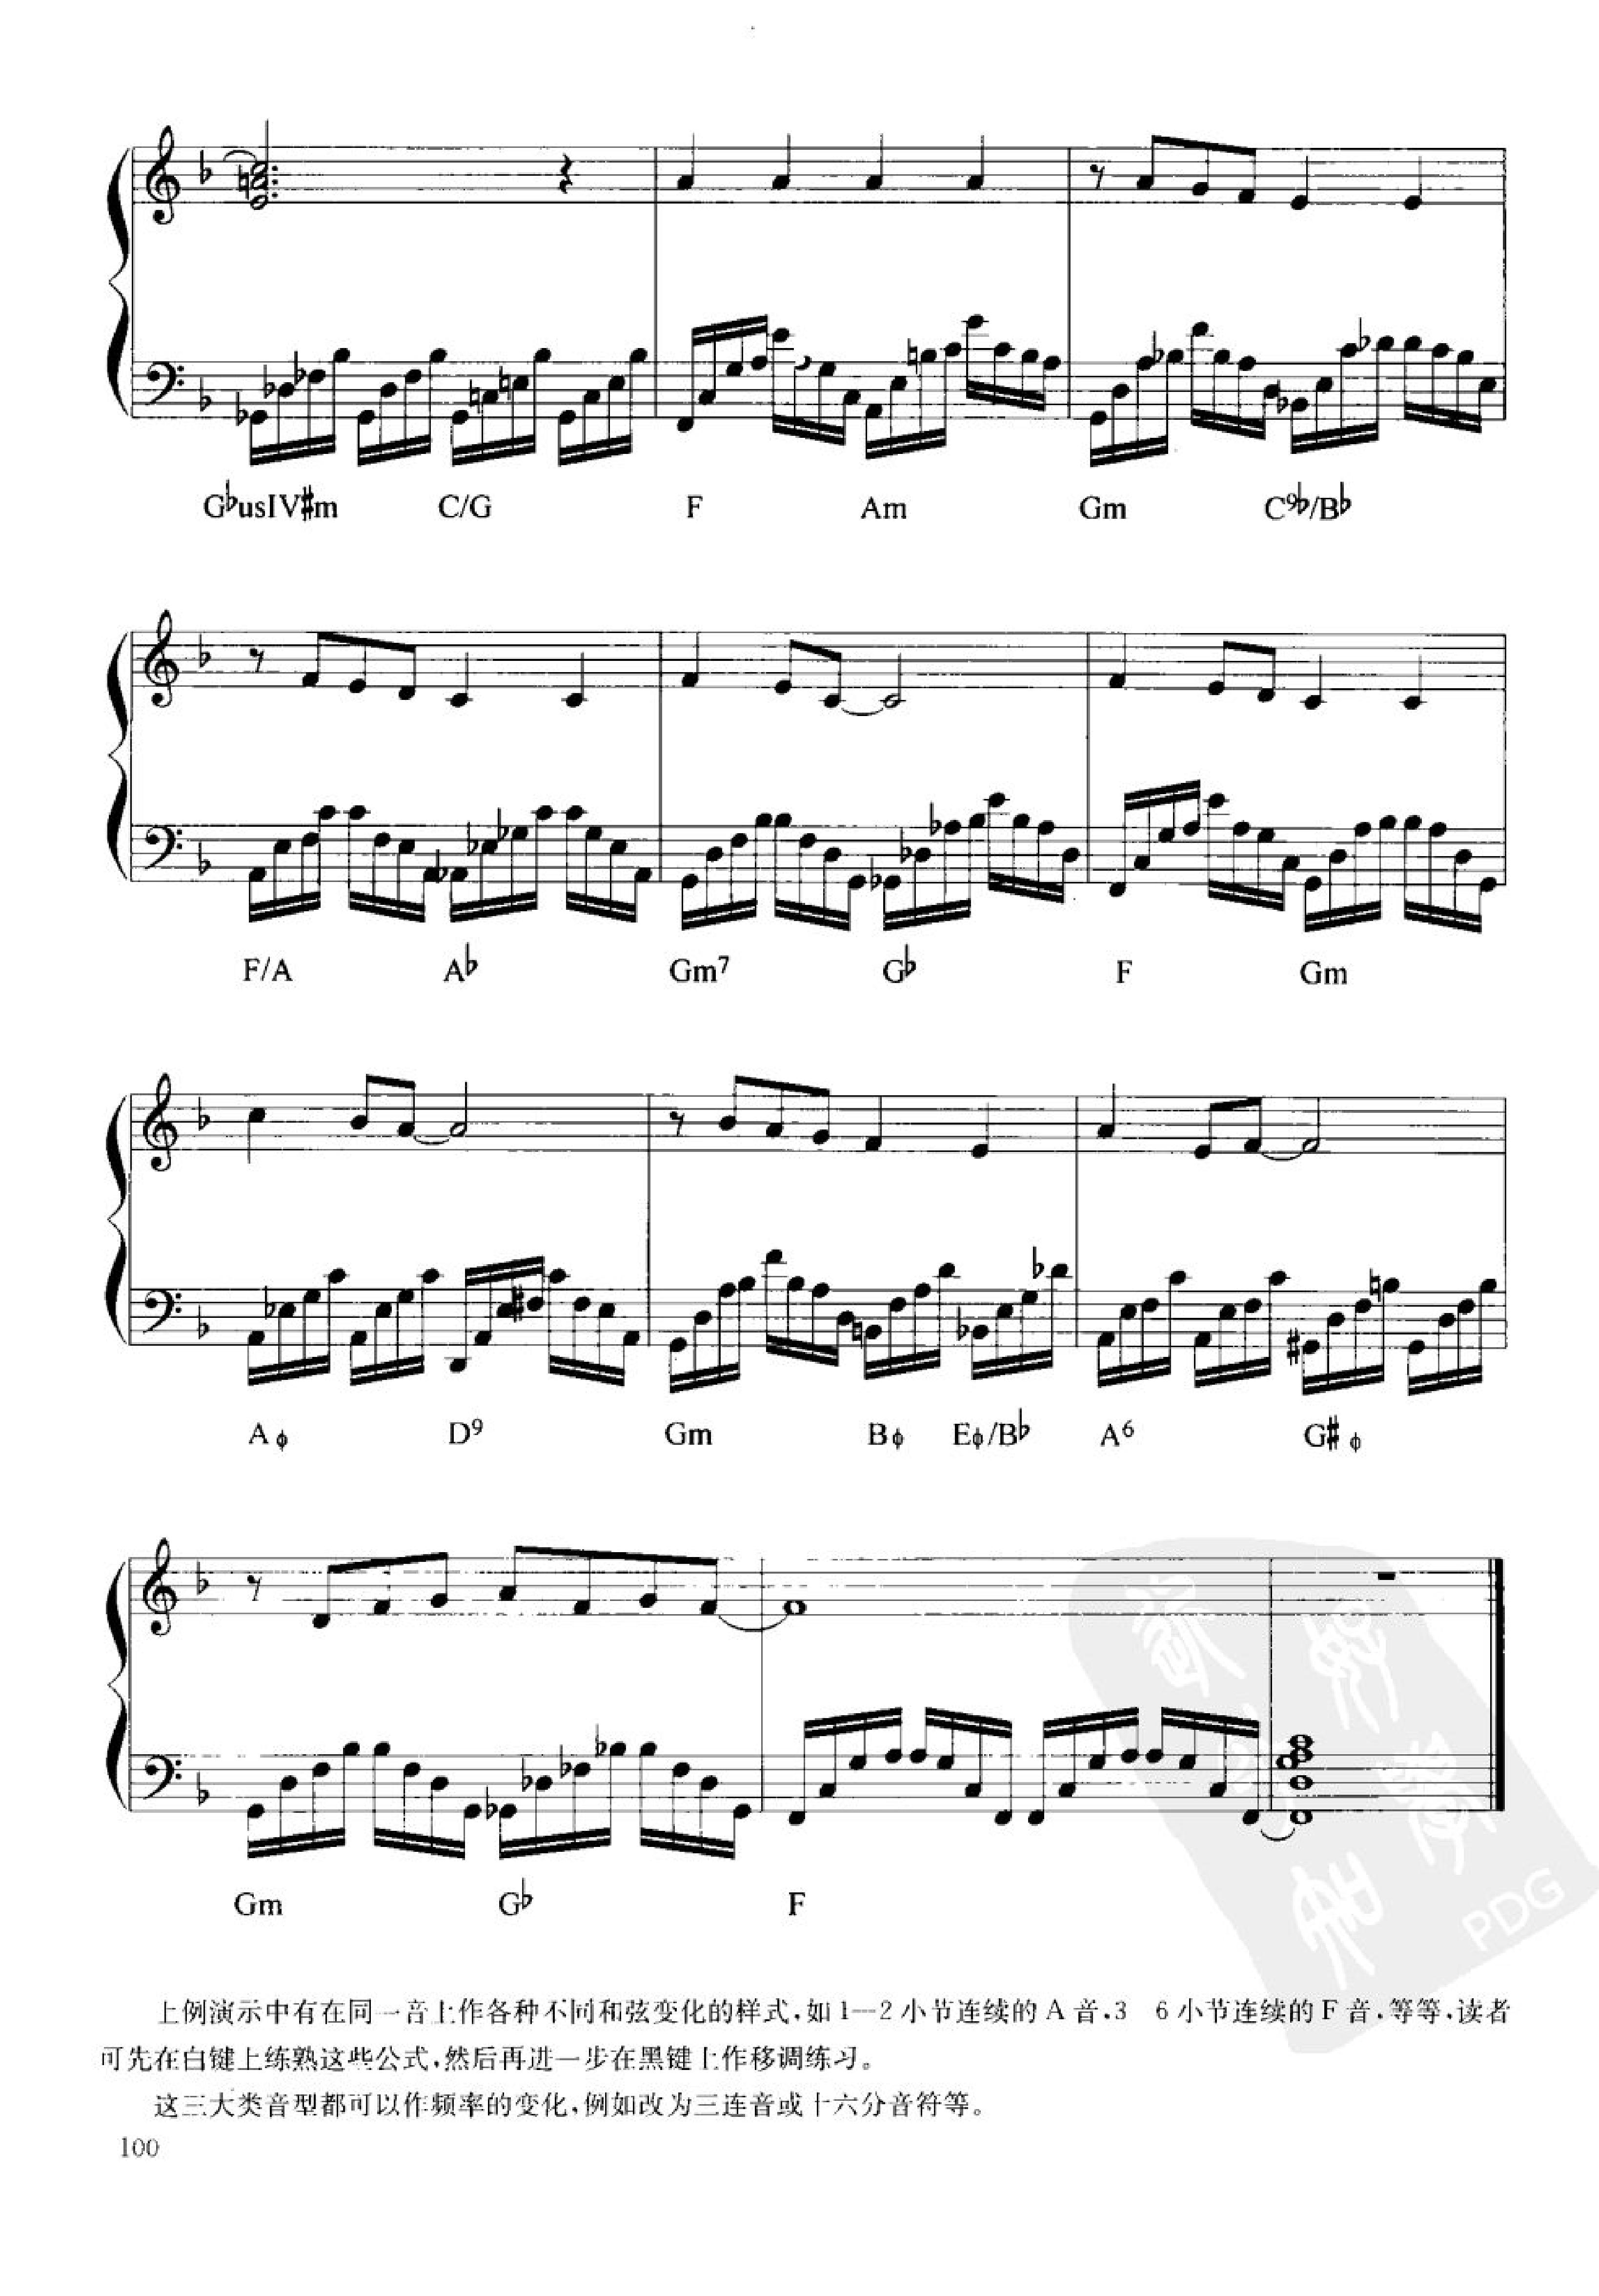 G♭usIV♯m C/G F Am Gm C⁹♭/B♭
F/A A♭ Gm⁷ G♭ F Gm
Aϕ D⁹ Gm Bϕ Eϕ/B♭ A⁶ G♯ϕ
Gm G♭ F
上例演示中有在同一音上作各种不同和弦变化的样式,如1—2小节连续的A音,3 6小节连续的F音,等等,读者
可先在白键上练熟这些公式,然后再进一步在黑键上作移调练习。
这三大类音型都可以作频率的变化,例如改为三连音或十六分音符等。
100
PDG